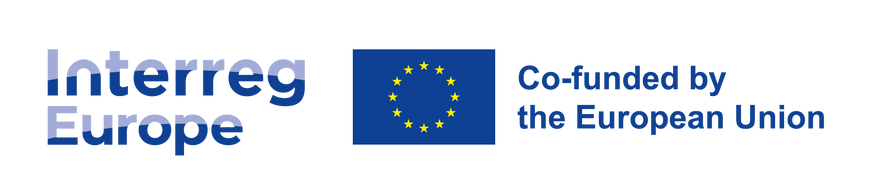 Interreg
Europe
Co-funded by
the European Union